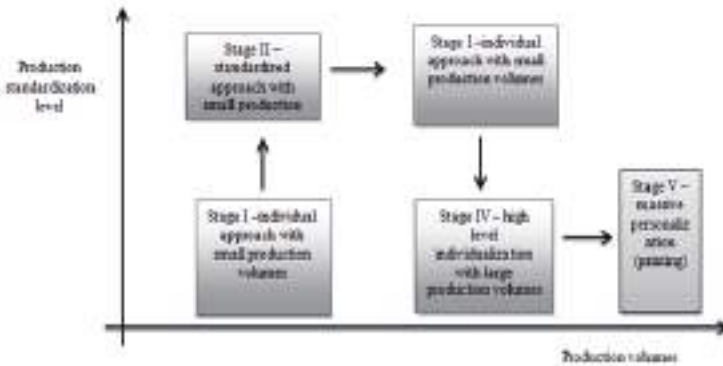 Production
standardization
level
Stage II –
standardized
approach with
small production
Stage I –individual
approach with small
production volumes
Stage I –individual
approach with
small production
volumes
Stage IV – high
level
individualization
with large
production volumes
Stage V –
massive
personaliz
ation
(printing)
Production volumes